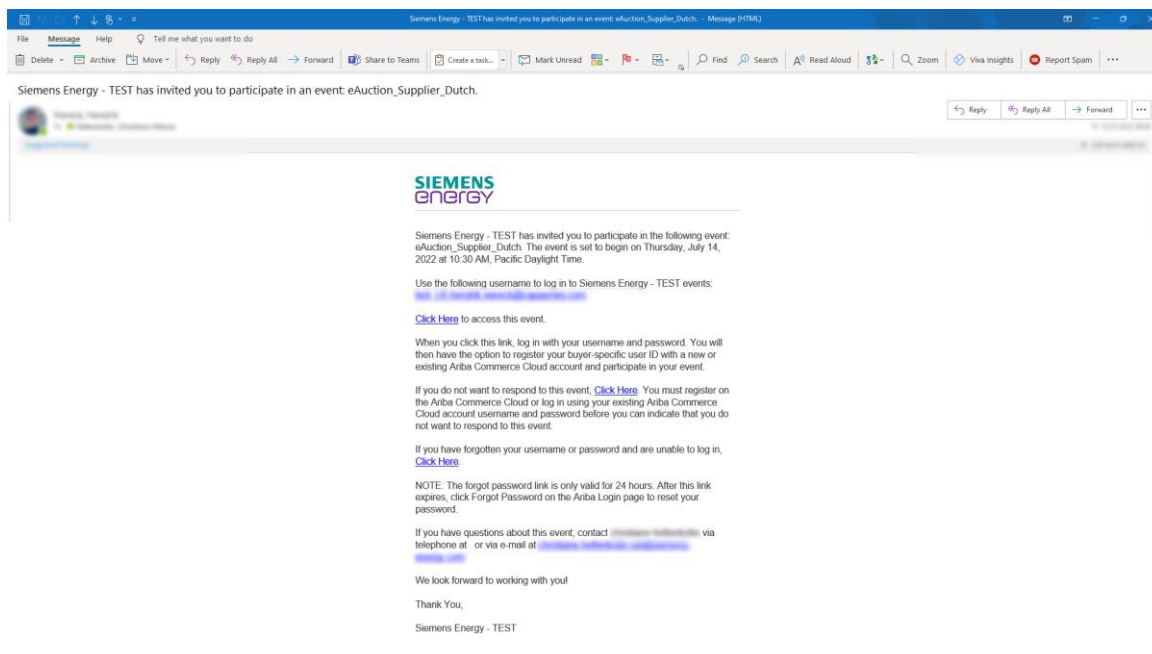 Siemens Energy - TEST has invited you to participate in an event: eAuction_Supplier_Dutch. - Message (HTML)
File Message Help Tell me what you want to do
Delete Archive Move Reply Reply All Forward Share to Teams Create a task... Mark Unread Find Search Read Aloud Zoom Viva Insights Report Spam
Siemens Energy - TEST has invited you to participate in an event: eAuction_Supplier_Dutch.
Reply Reply All Forward
SIEMENS
energy
Siemens Energy - TEST has invited you to participate in the following event:
eAuction_Supplier_Dutch. The event is set to begin on Thursday, July 14,
2022 at 10:30 AM, Pacific Daylight Time.
Use the following username to log in to Siemens Energy - TEST events:
Click Here to access this event.
When you click this link, log in with your username and password. You will
then have the option to register your buyer-specific user ID with a new or
existing Ariba Commerce Cloud account and participate in your event.
If you do not want to respond to this event, Click Here. You must register on
the Ariba Commerce Cloud or log in using your existing Ariba Commerce
Cloud account username and password before you can indicate that you do
not want to respond to this event.
If you have forgotten your username or password and are unable to log in,
Click Here.
NOTE: The forgot password link is only valid for 24 hours. After this link
expires, click Forgot Password on the Ariba Login page to reset your
password.
If you have questions about this event, contact via
telephone at or via e-mail at
We look forward to working with you!
Thank You,
Siemens Energy - TEST